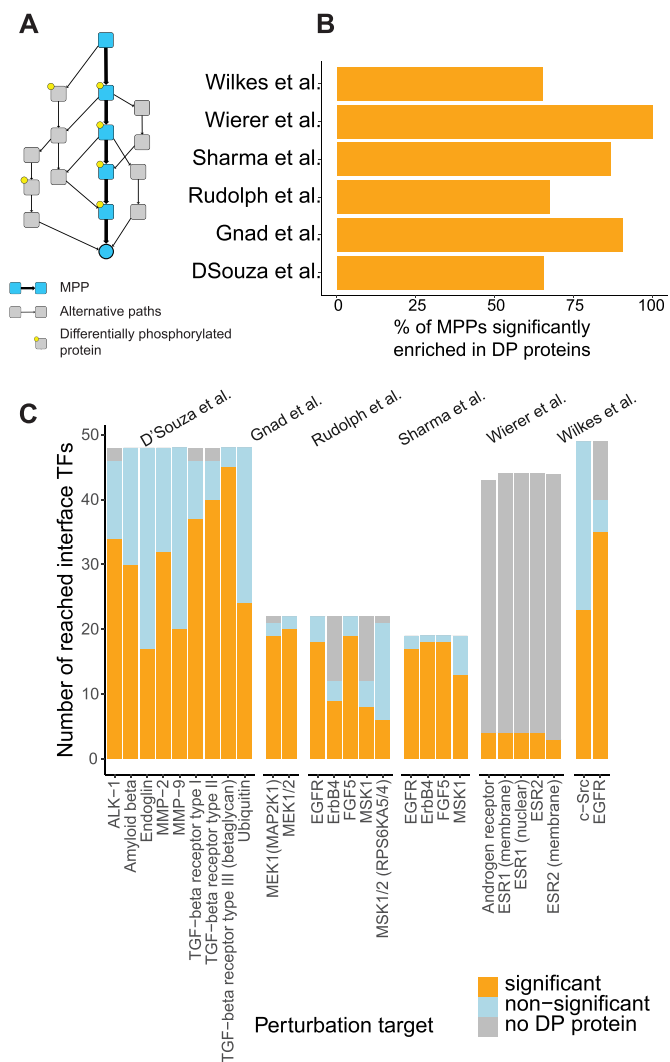 A
MPP
Alternative paths
Differentially phosphorylated
protein
B
Wilkes et al.
Wierer et al.
Sharma et al.
Rudolph et al.
Gnad et al.
DSouza et al.
0 25 50 75 100
% of MPPs significantly
enriched in DP proteins
C
D'Souza et al.
Gnad et al.
Rudolph et al.
Sharma et al.
Wierer et al.
Wilkes et al.
Number of reached interface TFs
50
40
30
20
10
0
ALK−1
Amyloid beta
Endoglin
MMP−2
MMP−9
TGF−beta receptor type I
TGF−beta receptor type II
TGF−beta receptor type III (betaglycan)
Ubiquitin
MEK1(MAP2K1)
MEK1/2
EGFR
ErbB4
FGF5
MSK1
MSK1/2 (RPS6KA5/4)
EGFR
ErbB4
FGF5
MSK1
Androgen receptor
ESR1 (membrane)
ESR1 (nuclear)
ESR2
ESR2 (membrane)
c−Src
EGFR
Perturbation target
significant
non−significant
no DP protein